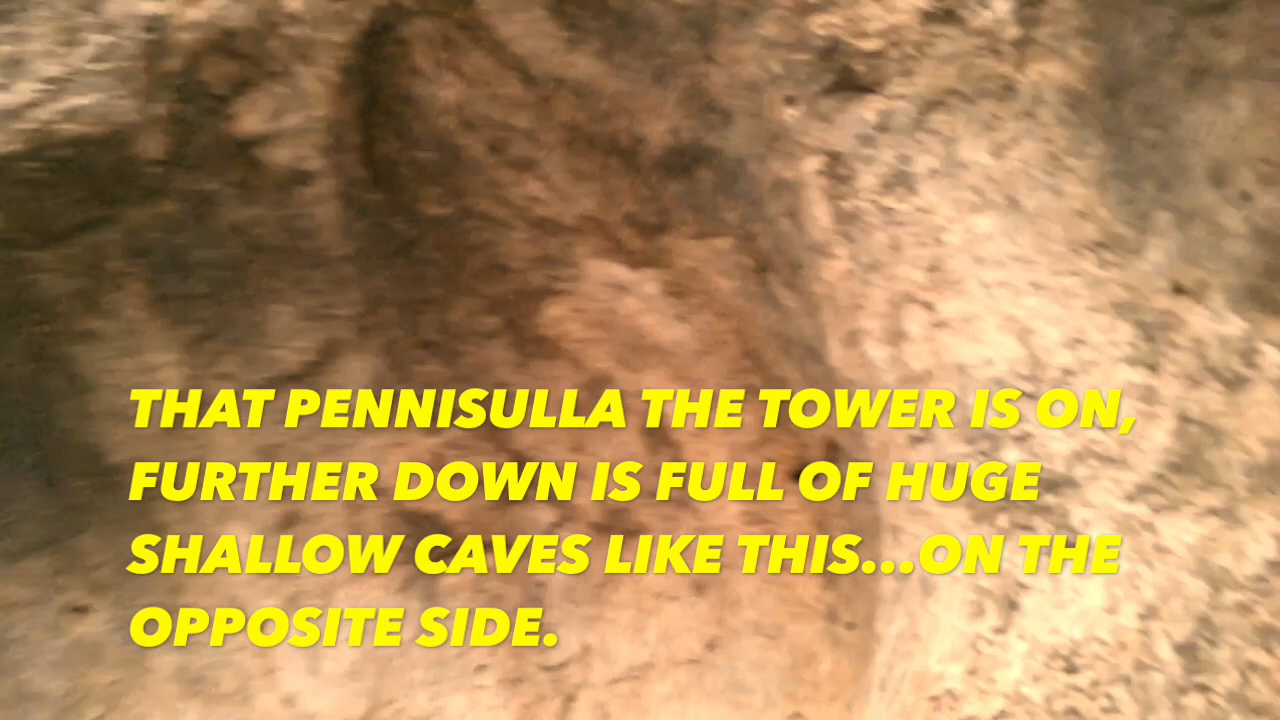 THAT PENNISULLA THE TOWER IS ON,
FURTHER DOWN IS FULL OF HUGE
SHALLOW CAVES LIKE THIS...ON THE
OPPOSITE SIDE.